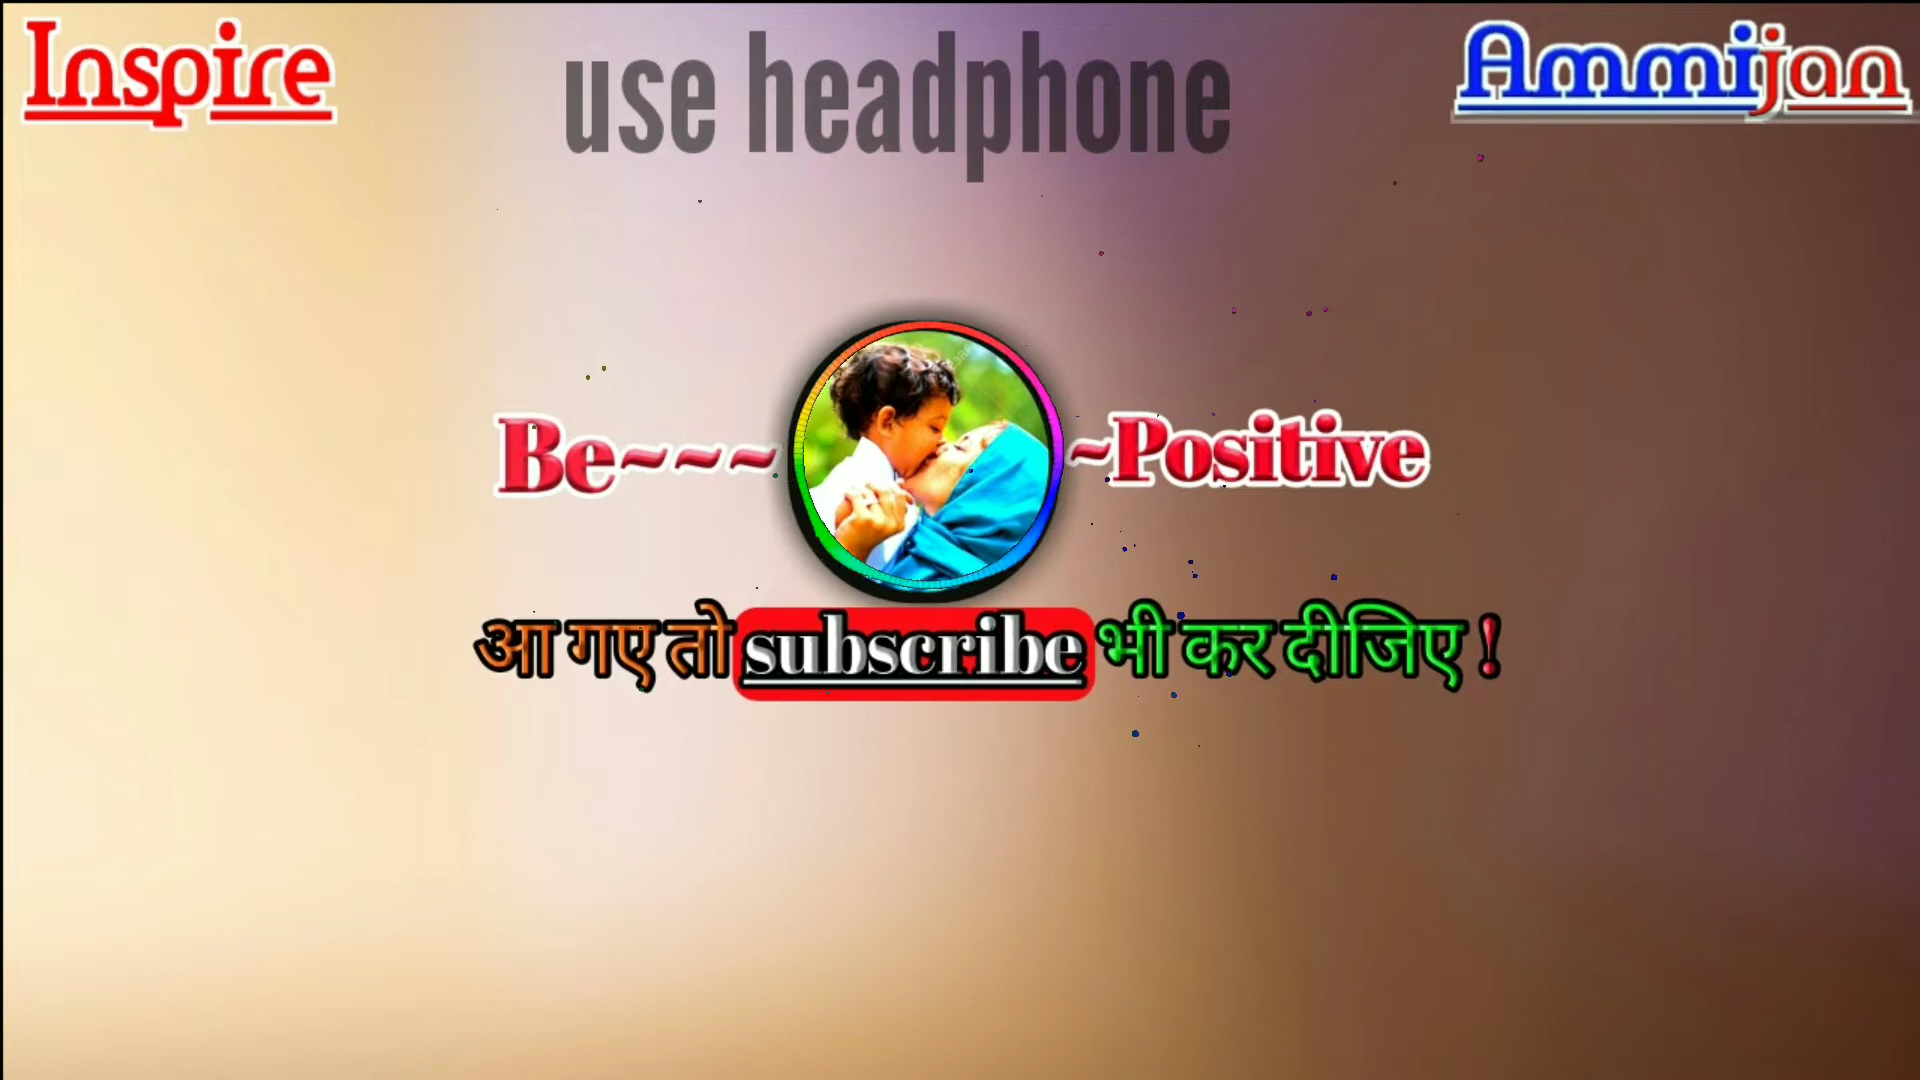 Inspire
use headphone
Ammijan
Be~~~ ~Positive
आ गए तो subscribe भी कर दीजिए !